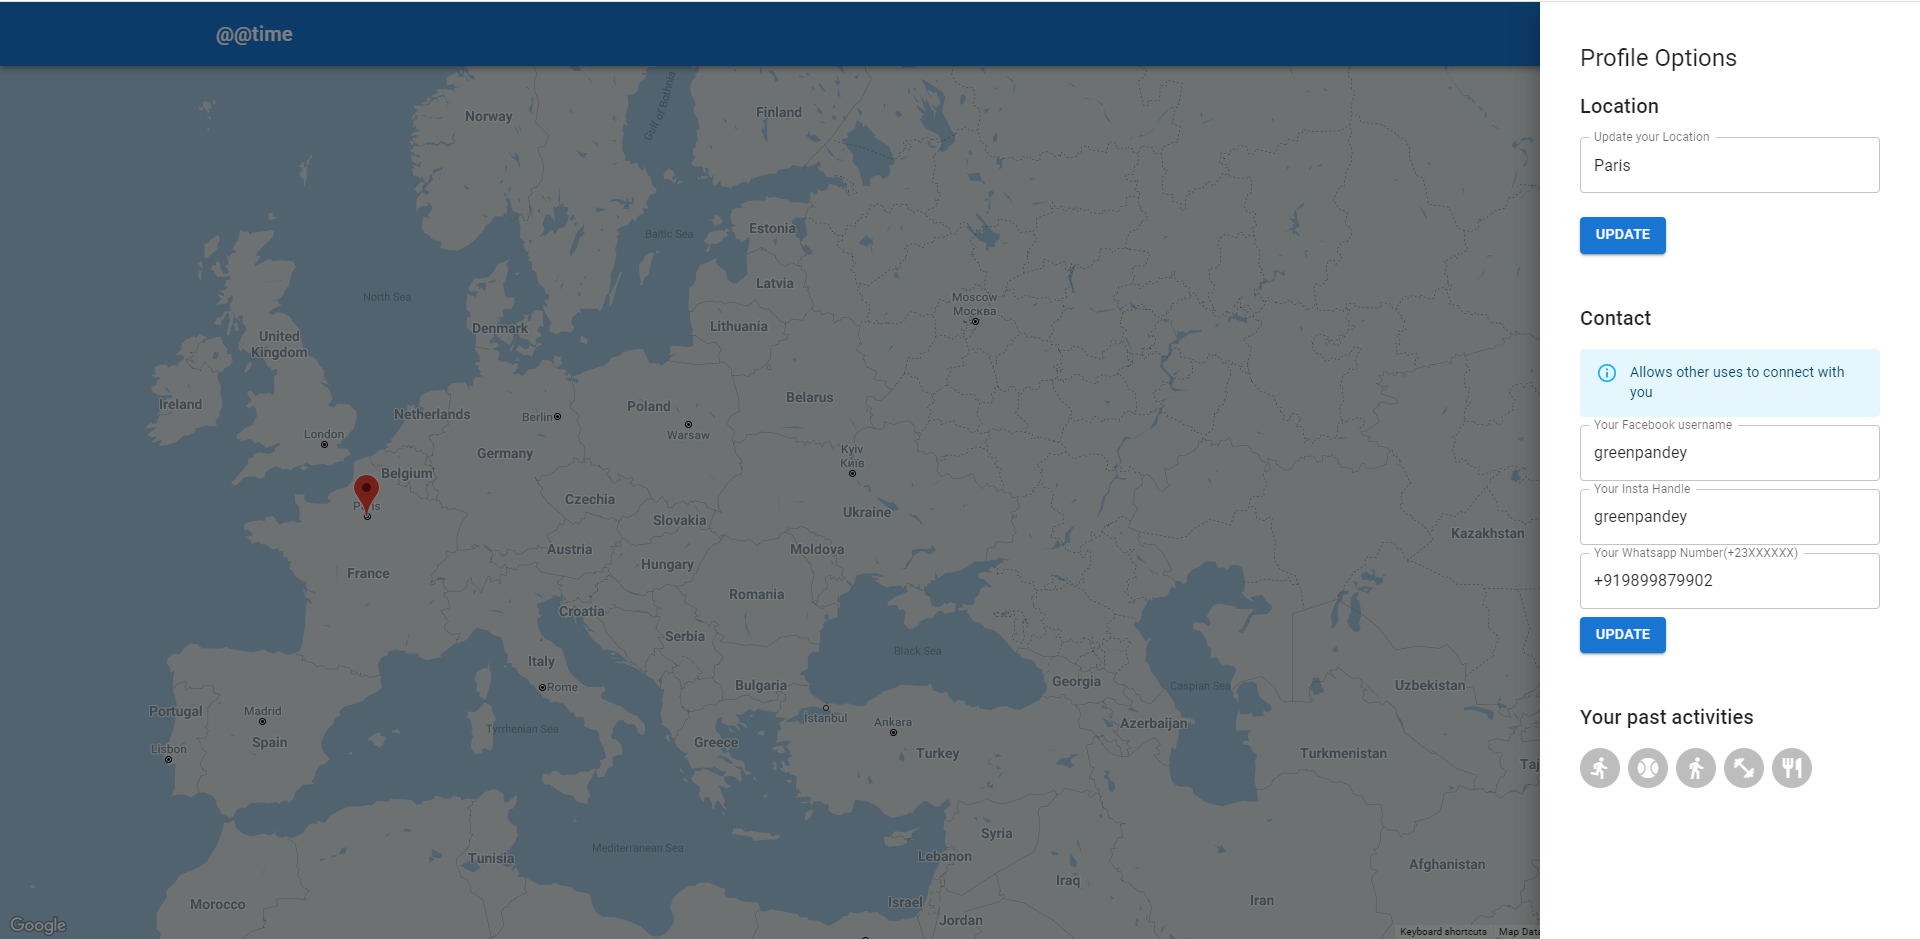 @@time
Norway
Finland
Gulf of Bothnia
Estonia
Baltic Sea
Latvia
North Sea
Moscow
Москва
Lithuania
Denmark
United
Kingdom
Ireland
Netherlands
Berlin
Poland
Belarus
London
Warsaw
Germany
Kyiv
Київ
Belgium
Czechia
Ukraine
Slovakia
Kazakhstan
Austria
Moldova
Hungary
France
Romania
Croatia
Serbia
Black Sea
Italy
Rome
Bulgaria
Georgia
Caspian Sea
Uzbekistan
Portugal
Madrid
Istanbul
Ankara
Azerbaijan
Tyrrhenian Sea
Spain
Greece
Lisbon
Turkey
Turkmenistan
Syria
Mediterranean Sea
Tunisia
Lebanon
Afghanistan
Iraq
Morocco
Israel
Iran
Jordan
Google
Keyboard shortcuts
Map Data
Profile Options
Location
Update your Location
Paris
UPDATE
Contact
Allows other uses to connect with
you
Your Facebook username
greenpandey
Your Insta Handle
greenpandey
Your Whatsapp Number(+23XXXXXX)
+919899879902
UPDATE
Your past activities